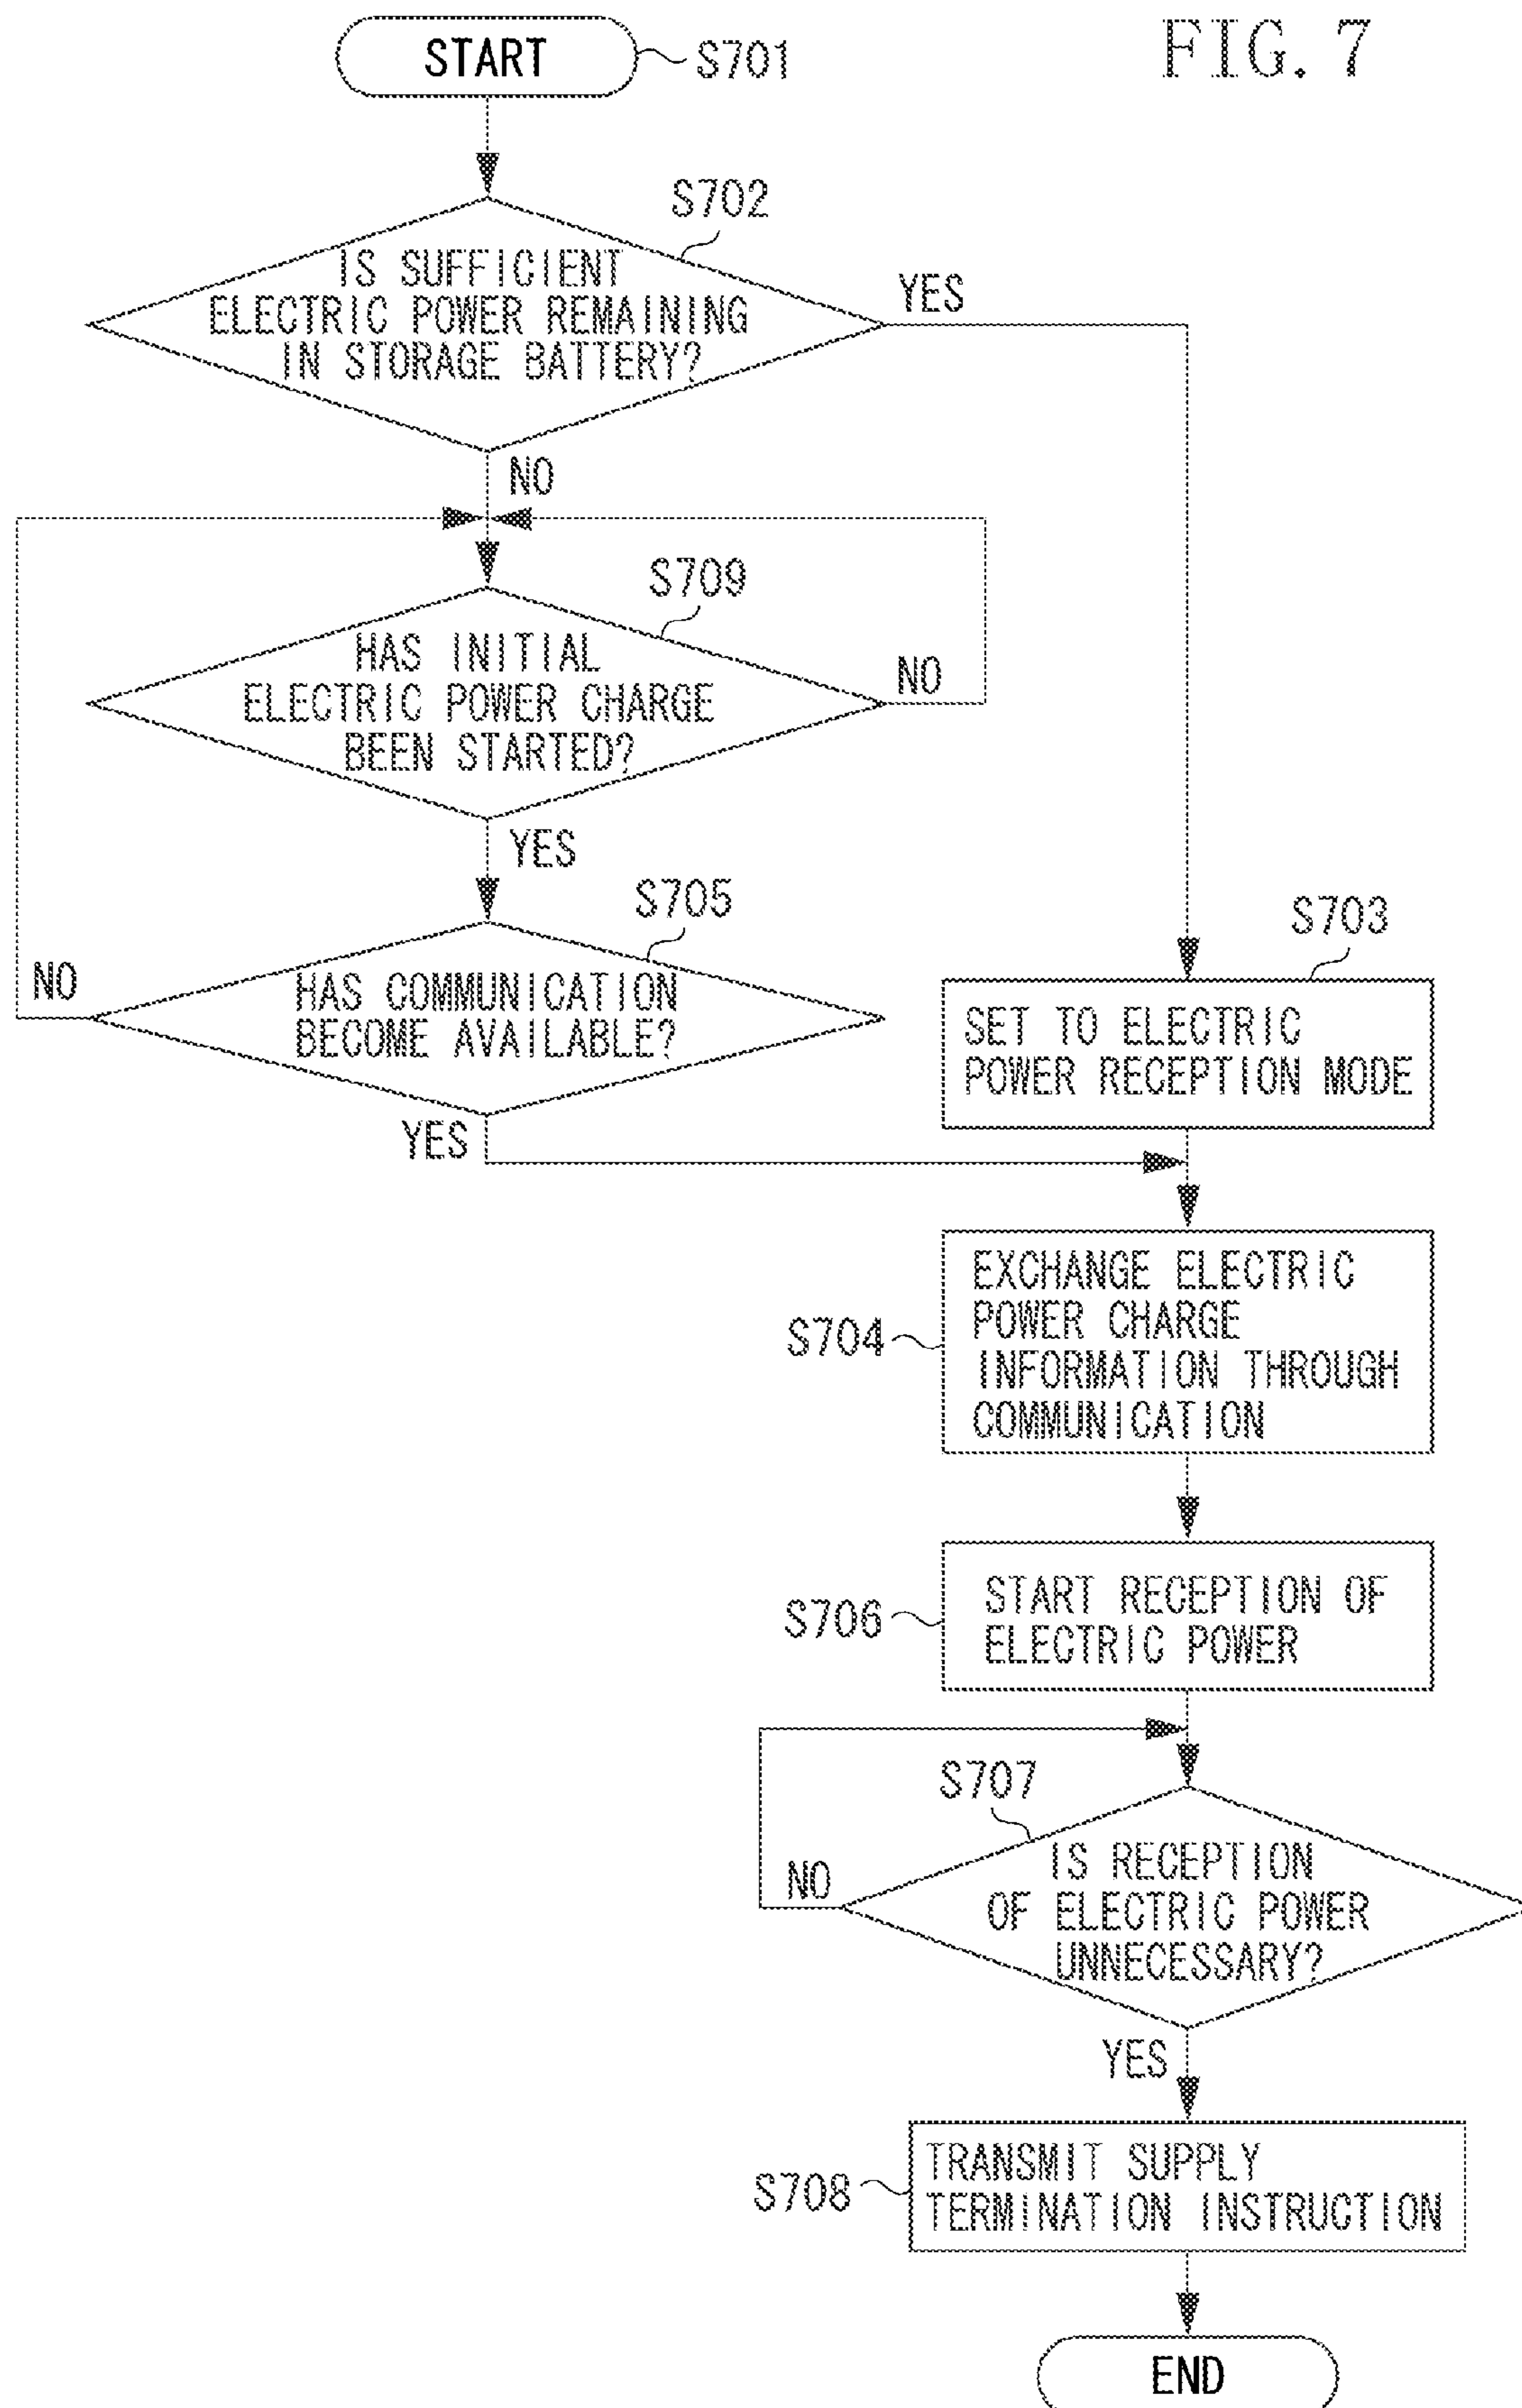 FIG. 7
START
S701
S702
IS SUFFICIENT
ELECTRIC POWER REMAINING
IN STORAGE BATTERY?
YES
NO
S709
HAS INITIAL
ELECTRIC POWER CHARGE
BEEN STARTED?
NO
YES
S705
HAS COMMUNICATION
BECOME AVAILABLE?
NO
YES
S703
SET TO ELECTRIC
POWER RECEPTION MODE
S704
EXCHANGE ELECTRIC
POWER CHARGE
INFORMATION THROUGH
COMMUNICATION
S706
START RECEPTION OF
ELECTRIC POWER
S707
IS RECEPTION
OF ELECTRIC POWER
UNNECESSARY?
NO
YES
S708
TRANSMIT SUPPLY
TERMINATION INSTRUCTION
END